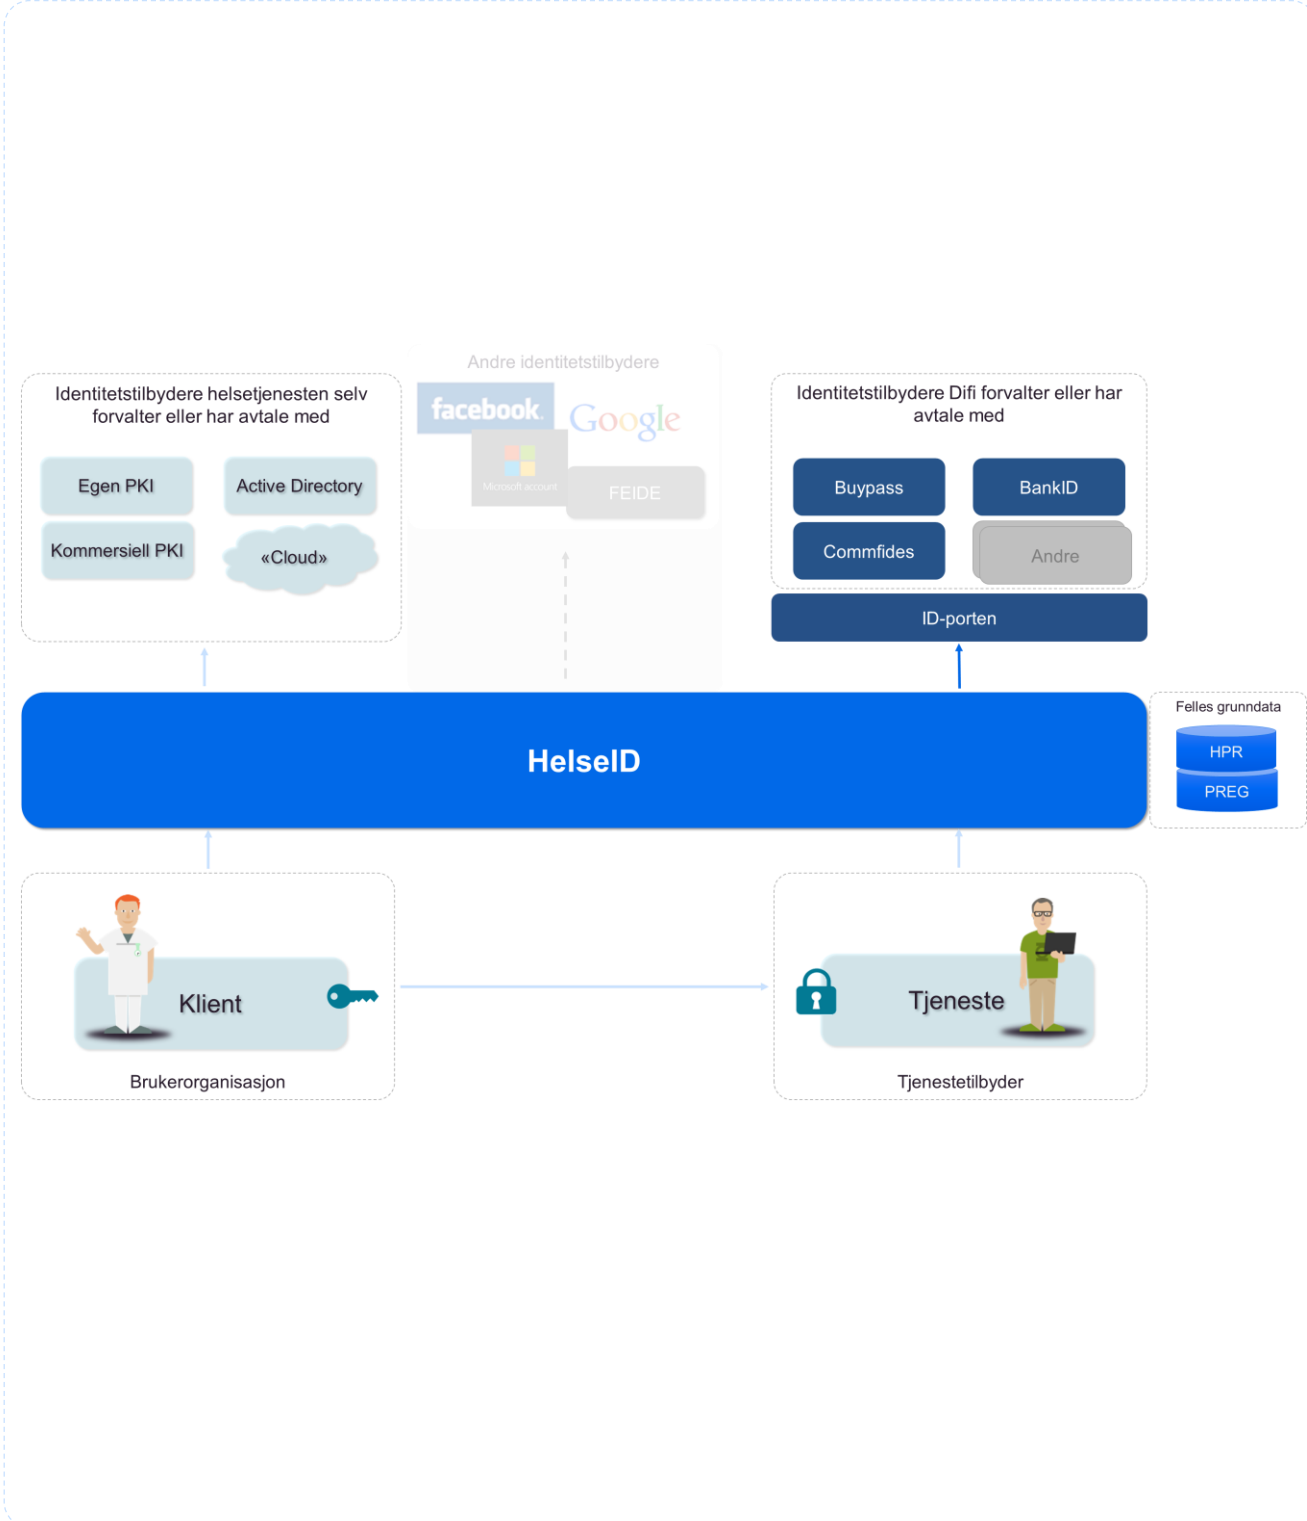 Andre identitetstilbydere
facebook.
Google
Microsoft account
FEIDE
Identitetstilbydere helsetjenesten selv
forvalter eller har avtale med
Egen PKI
Active Directory
Kommersiell PKI
«Cloud»
Identitetstilbydere Difi forvalter eller har
avtale med
Buypass
BankID
Commfides
Andre
ID-porten
HelseID
Felles grunndata
HPR
PREG
Klient
Brukerorganisasjon
Tjeneste
Tjenestetilbyder